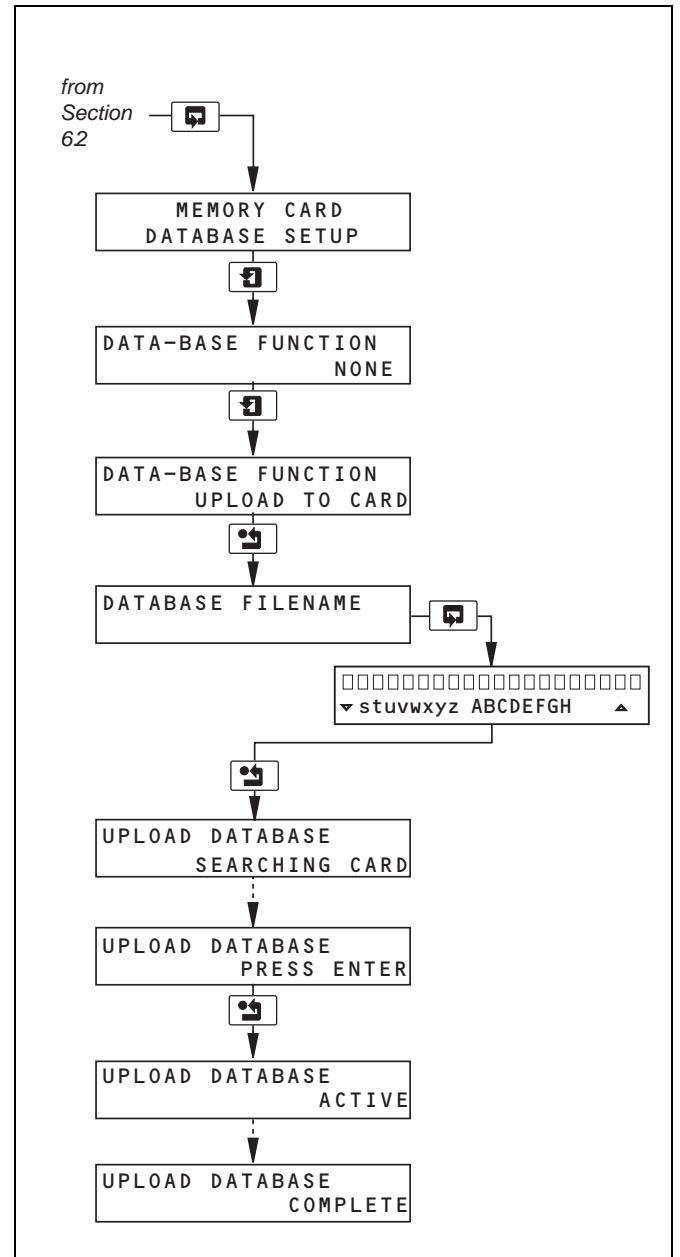 from
Section
6.2
MEMORY CARD
DATABASE SETUP
DATA-BASE FUNCTION
NONE
DATA-BASE FUNCTION
UPLOAD TO CARD
DATABASE FILENAME
stuvwxyz ABCDEFGH
UPLOAD DATABASE
SEARCHING CARD
UPLOAD DATABASE
PRESS ENTER
UPLOAD DATABASE
ACTIVE
UPLOAD DATABASE
COMPLETE